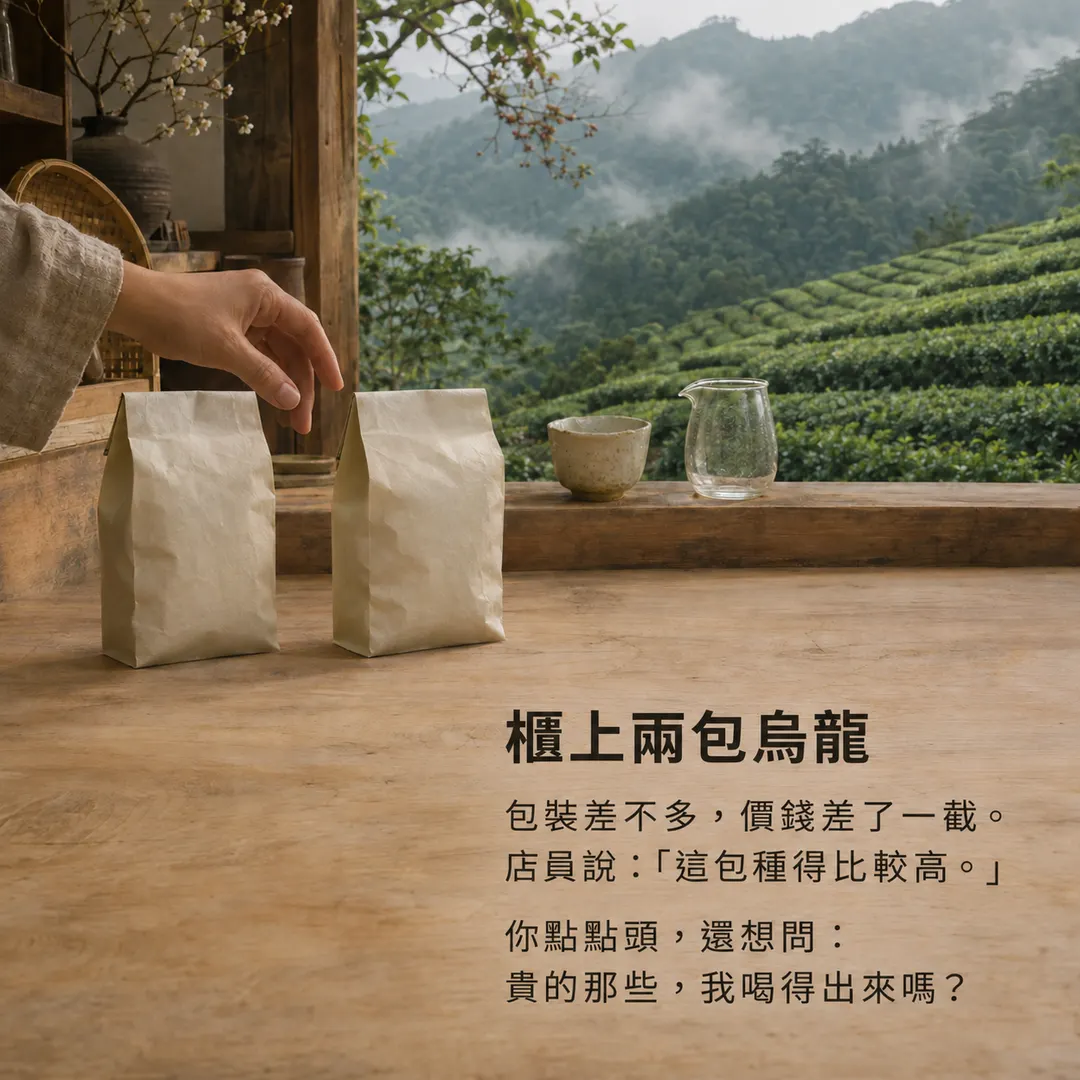 櫃上兩包烏龍
包裝差不多，價錢差了一截。
店員說：「這包種得比較高。」
你點點頭，還想問：
貴的那些，我喝得出來嗎？